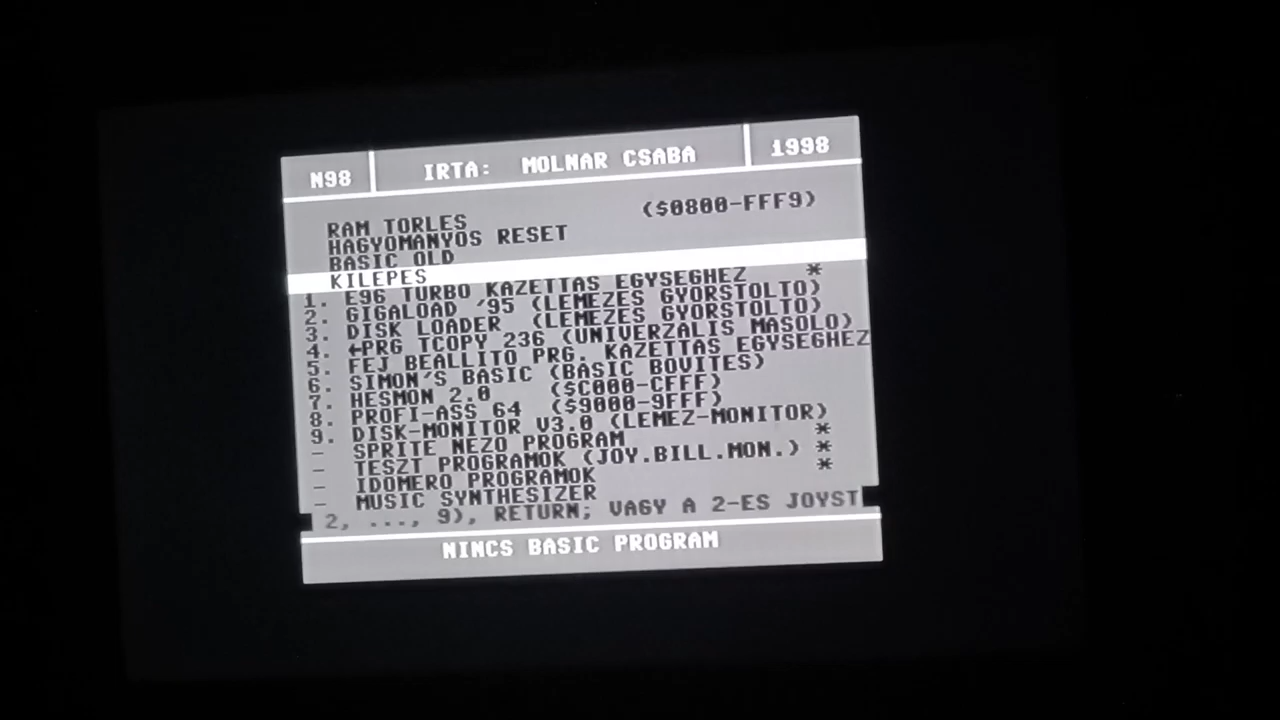 N98 IRTA: MOLNAR CSABA 1998
RAM TORLES ($0800-FFF9)
HAGYOMANYOS RESET
BASIC OLD
KILEPES
1. E96 TURBO KAZETTAS EGYSEGHEZ *
2. GIGALOAD '95 (LEMEZES GYORSTOLTO)
3. DISK LOADER (LEMEZES GYORSTOLTO)
4. ←PRG TCOPY 236 (UNIVERZALIS MASOLO)
5. FEJ BEALLITO PRG. KAZETTAS EGYSEGHEZ
6. SIMON'S BASIC (BASIC BOVITES)
7. HESMON 2.0 ($C000-CFFF)
8. PROFI-ASS 64 ($9000-9FFF)
9. DISK-MONITOR V3.0 (LEMEZ-MONITOR)
- SPRITE NEZO PROGRAM *
- TESZT PROGRAMOK (JOY.BILL.MON.) *
- IDOMERO PROGRAMOK *
- MUSIC SYNTHESIZER
2, ..., 9), RETURN; VAGY A 2-ES JOYST
NINCS BASIC PROGRAM